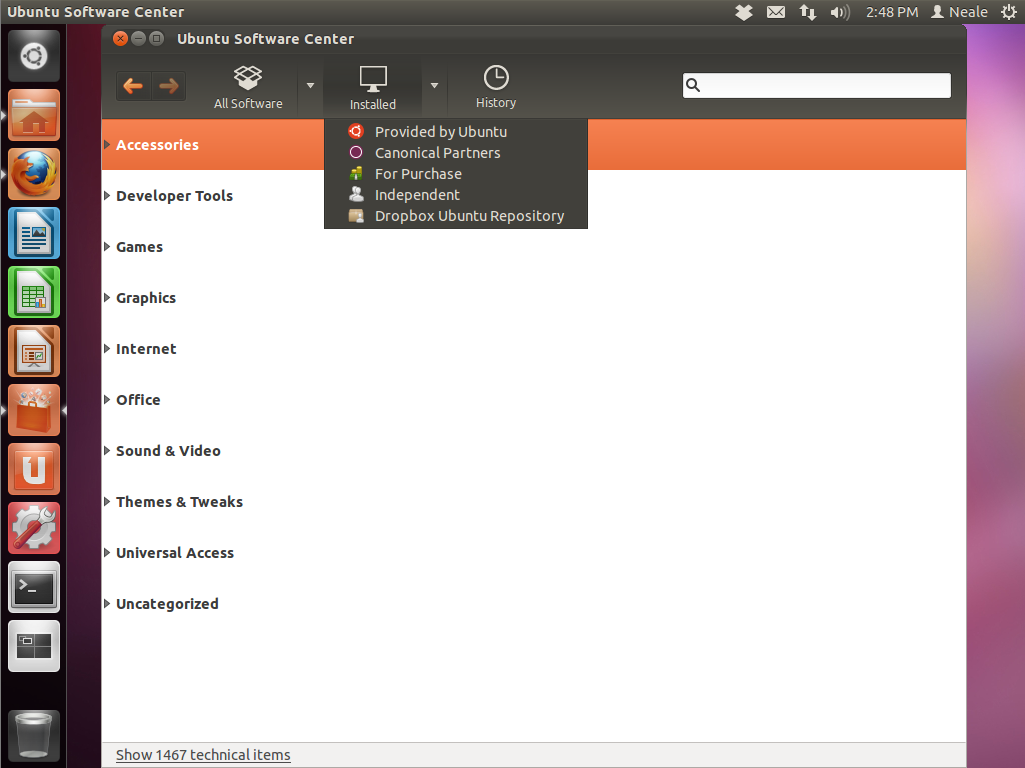 Ubuntu Software Center
2:48 PM Neale
Ubuntu Software Center
All Software
Installed
History
Provided by Ubuntu
Canonical Partners
For Purchase
Independent
Dropbox Ubuntu Repository
Accessories
Developer Tools
Games
Graphics
Internet
Office
Sound & Video
Themes & Tweaks
Universal Access
Uncategorized
Show 1467 technical items